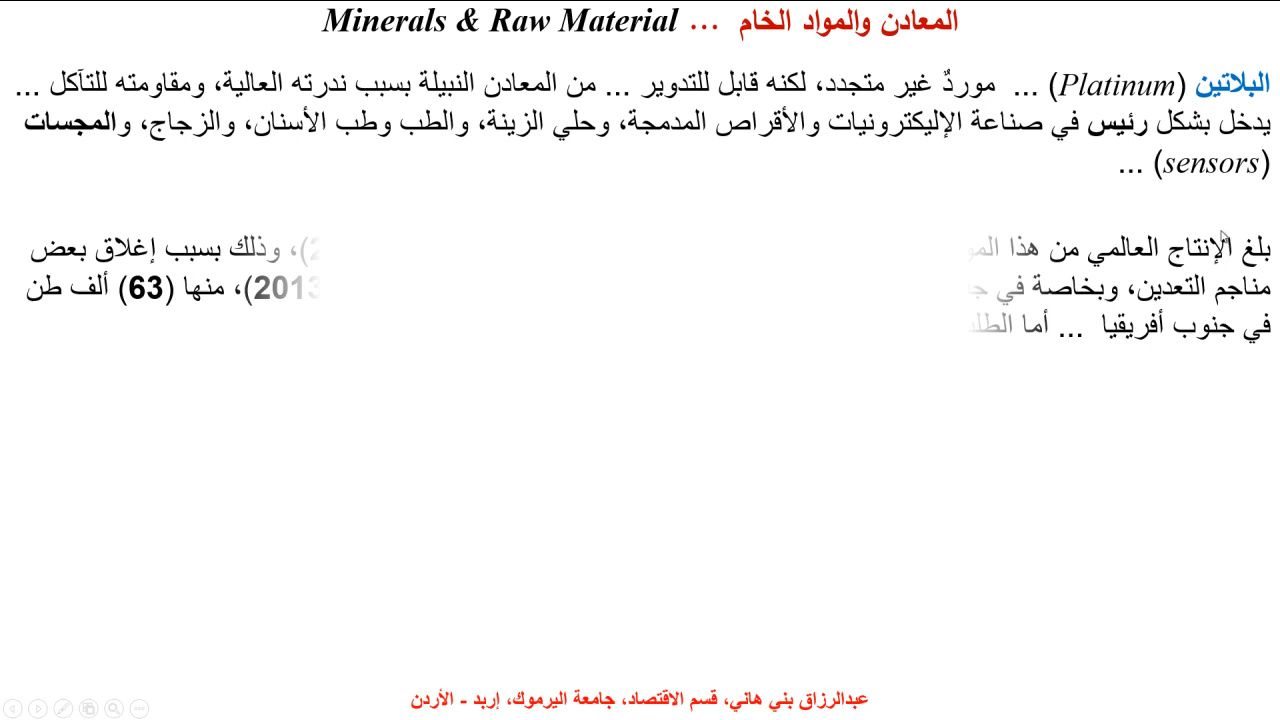 المعادن والمواد الخام ... Minerals & Raw Material
البلاتين (Platinum) ... موردٌ غير متجدد، لكنه قابل للتدوير ... من المعادن النبيلة بسبب ندرته العالية، ومقاومته للتآكل ...
يدخل بشكل رئيس في صناعة الإليكترونيات والأقراص المدمجة، وحلي الزينة، والطب وطب الأسنان، والزجاج، والمجسات
(sensors) ...
بلغ الإنتاج العالمي من هذا وذلك بسبب إغلاق بعض
مناجم التعدين، وبخاصة في 2013)، منها (63) ألف طن
في جنوب أفريقيا ... أما
عبدالرزاق بني هاني، قسم الاقتصاد، جامعة اليرموك، إربد - الأردن